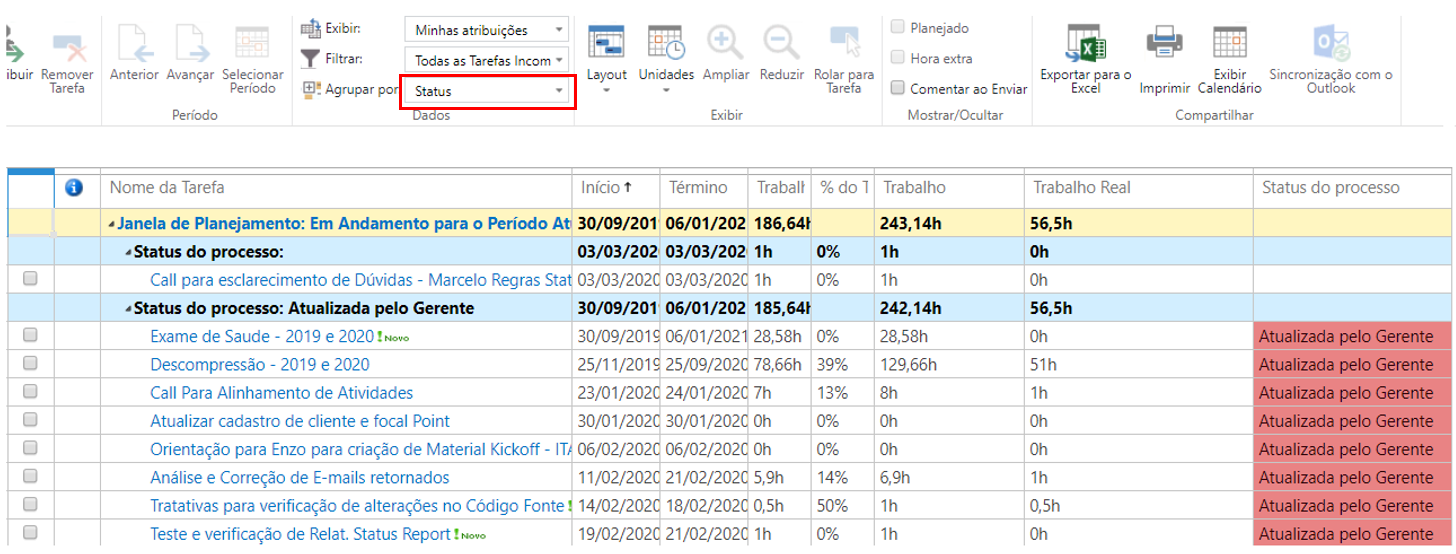 ibuir
Remover Tarefa
Anterior
Avançar
Selecionar Período
Período
Exibir: Minhas atribuições
Filtrar: Todas as Tarefas Incom
Agrupar por Status
Dados
Layout
Unidades
Ampliar
Reduzir
Rolar para Tarefa
Exibir
Planejado
Hora extra
Comentar ao Enviar
Mostrar/Ocultar
Exportar para o Excel
Imprimir
Exibir Calendário
Sincronização com o Outlook
Compartilhar
Nome da Tarefa Início Término Trabalh % do T Trabalho Trabalho Real Status do processo
Janela de Planejamento: Em Andamento para o Período Atu 30/09/2019 06/01/202 186,64h 243,14h 56,5h
Status do processo: 03/03/2020 03/03/202 1h 0% 1h 0h
Call para esclarecimento de Dúvidas - Marcelo Regras Stat 03/03/2020 03/03/2020 1h 0% 1h 0h
Status do processo: Atualizada pelo Gerente 30/09/2019 06/01/202 185,64h 242,14h 56,5h
Exame de Saude - 2019 e 2020 ! Novo 30/09/2019 06/01/2021 28,58h 0% 28,58h 0h Atualizada pelo Gerente
Descompressão - 2019 e 2020 25/11/2019 25/09/2020 78,66h 39% 129,66h 51h Atualizada pelo Gerente
Call Para Alinhamento de Atividades 23/01/2020 24/01/2020 7h 13% 8h 1h Atualizada pelo Gerente
Atualizar cadastro de cliente e focal Point 30/01/2020 30/01/2020 0h 0% 0h 0h Atualizada pelo Gerente
Orientação para Enzo para criação de Material Kickoff - ITA 06/02/2020 06/02/2020 0h 0% 0h 0h Atualizada pelo Gerente
Análise e Correção de E-mails retornados 11/02/2020 21/02/2020 5,9h 14% 6,9h 1h Atualizada pelo Gerente
Tratativas para verificação de alterações no Código Fonte ! 14/02/2020 18/02/2020 0,5h 50% 1h 0,5h Atualizada pelo Gerente
Teste e verificação de Relat. Status Report ! Novo 19/02/2020 21/02/2020 1h 0% 1h 0h Atualizada pelo Gerente